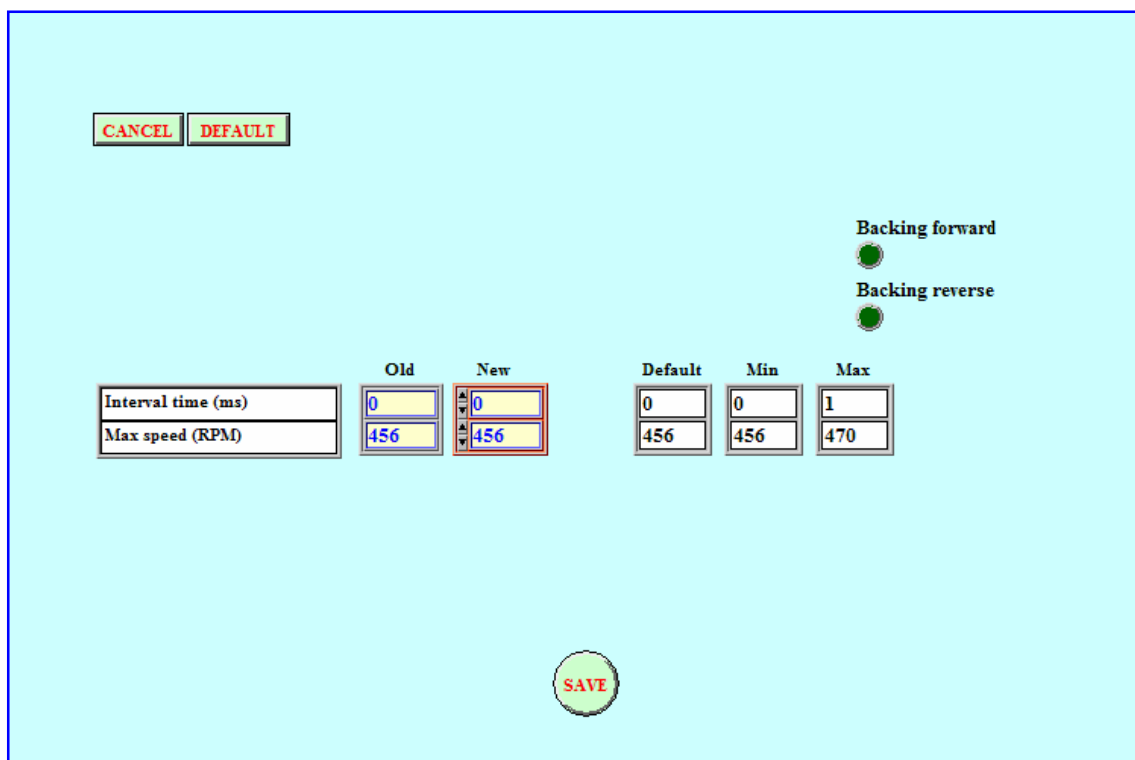 CANCEL DEFAULT
Backing forward
Backing reverse
Old New Default Min Max
Interval time (ms) 0 0 0 0 1
Max speed (RPM) 456 456 456 456 470
SAVE